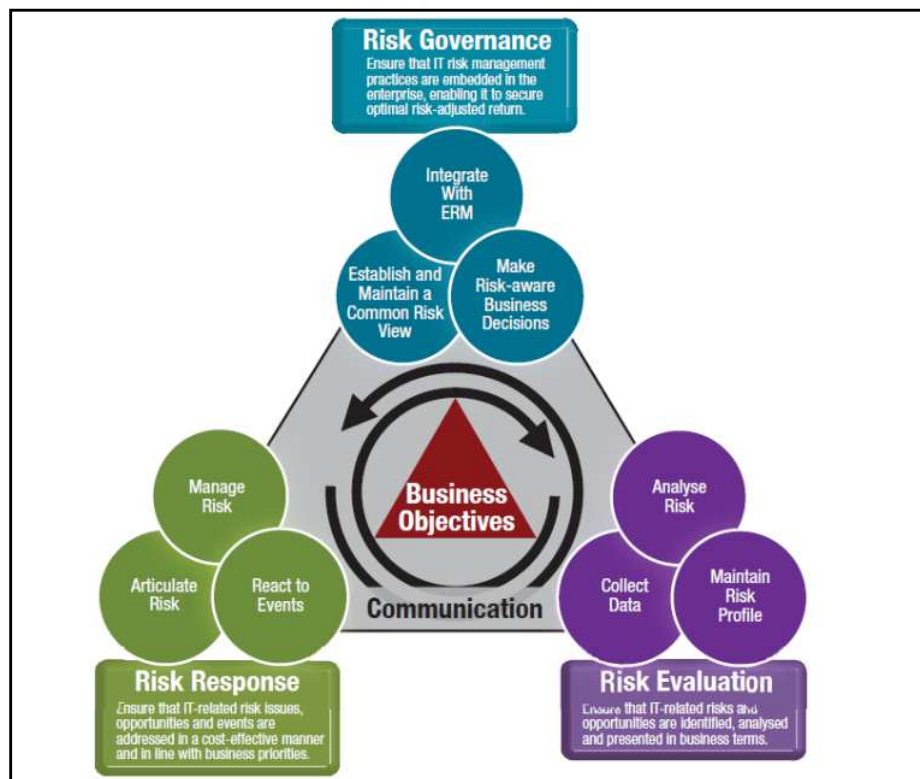 Risk Governance
Ensure that IT risk management
practices are embedded in the
enterprise, enabling it to secure
optimal risk-adjusted return.
Integrate
With
ERM
Establish and
Maintain a
Common Risk
View
Make
Risk-aware
Business
Decisions
Business
Objectives
Communication
Manage
Risk
Articulate
Risk
React to
Events
Analyse
Risk
Collect
Data
Maintain
Risk
Profile
Risk Response
Ensure that IT-related risk issues,
opportunities and events are
addressed in a cost-effective manner
and in line with business priorities.
Risk Evaluation
Ensure that IT-related risks and
opportunities are identified, analysed
and presented in business terms.